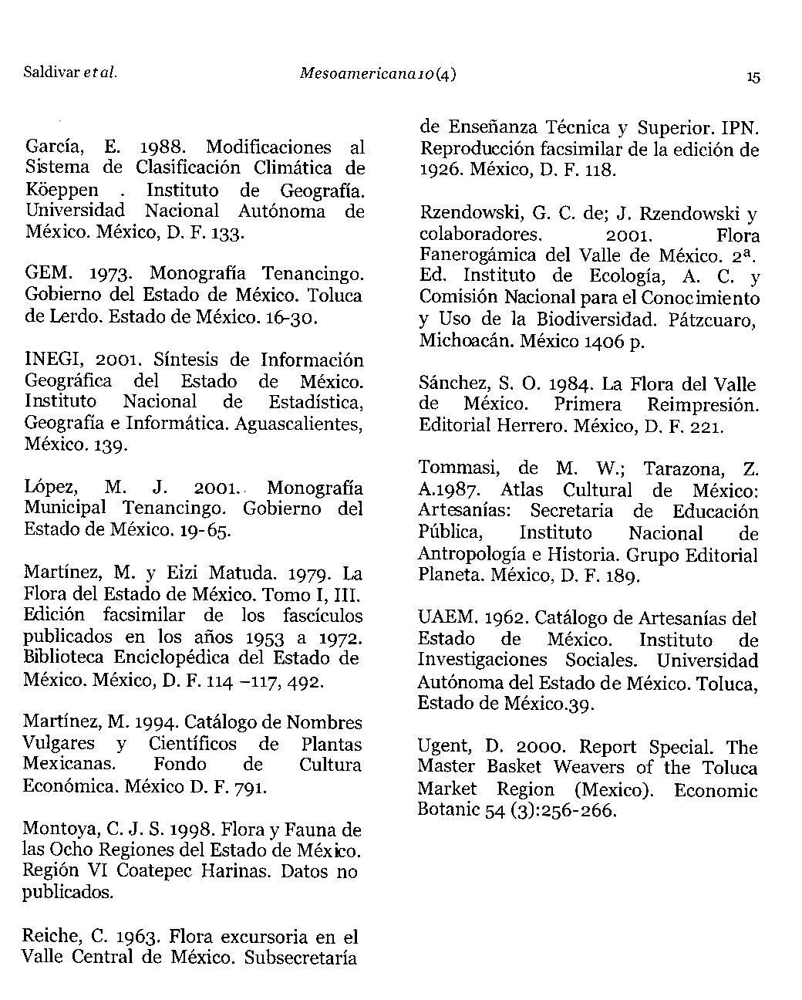 Saldivar et al. Mesoamericana 10(4) 15
García, E. 1988. Modificaciones al
Sistema de Clasificación Climática de
Köeppen . Instituto de Geografía.
Universidad Nacional Autónoma de
México. México, D. F. 133.
GEM. 1973. Monografía Tenancingo.
Gobierno del Estado de México. Toluca
de Lerdo. Estado de México. 16-30.
INEGI, 2001. Síntesis de Información
Geográfica del Estado de México.
Instituto Nacional de Estadística,
Geografía e Informática. Aguascalientes,
México. 139.
López, M. J. 2001. Monografía
Municipal Tenancingo. Gobierno del
Estado de México. 19-65.
Martínez, M. y Eizi Matuda. 1979. La
Flora del Estado de México. Tomo I, III.
Edición facsimilar de los fascículos
publicados en los años 1953 a 1972.
Biblioteca Enciclopédica del Estado de
México. México, D. F. 114 –117, 492.
Martínez, M. 1994. Catálogo de Nombres
Vulgares y Científicos de Plantas
Mexicanas. Fondo de Cultura
Económica. México D. F. 791.
Montoya, C. J. S. 1998. Flora y Fauna de
las Ocho Regiones del Estado de México.
Región VI Coatepec Harinas. Datos no
publicados.
Reiche, C. 1963. Flora excursoria en el
Valle Central de México. Subsecretaría
de Enseñanza Técnica y Superior. IPN.
Reproducción facsimilar de la edición de
1926. México, D. F. 118.
Rzendowski, G. C. de; J. Rzendowski y
colaboradores. 2001. Flora
Fanerogámica del Valle de México. 2ª.
Ed. Instituto de Ecología, A. C. y
Comisión Nacional para el Conocimiento
y Uso de la Biodiversidad. Pátzcuaro,
Michoacán. México 1406 p.
Sánchez, S. O. 1984. La Flora del Valle
de México. Primera Reimpresión.
Editorial Herrero. México, D. F. 221.
Tommasi, de M. W.; Tarazona, Z.
A.1987. Atlas Cultural de México:
Artesanías: Secretaria de Educación
Pública, Instituto Nacional de
Antropología e Historia. Grupo Editorial
Planeta. México, D. F. 189.
UAEM. 1962. Catálogo de Artesanías del
Estado de México. Instituto de
Investigaciones Sociales. Universidad
Autónoma del Estado de México. Toluca,
Estado de México.39.
Ugent, D. 2000. Report Special. The
Master Basket Weavers of the Toluca
Market Region (Mexico). Economic
Botanic 54 (3):256-266.